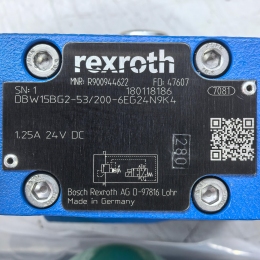 rexroth
MNR: R900944622 FD: 47607
SN: 1 180118186 7081
DBW15BG2-53/200-6EG24N9K4
1.25A 24V DC
280
Bosch Rexroth AG D-97816 Lohr
Made in Germany